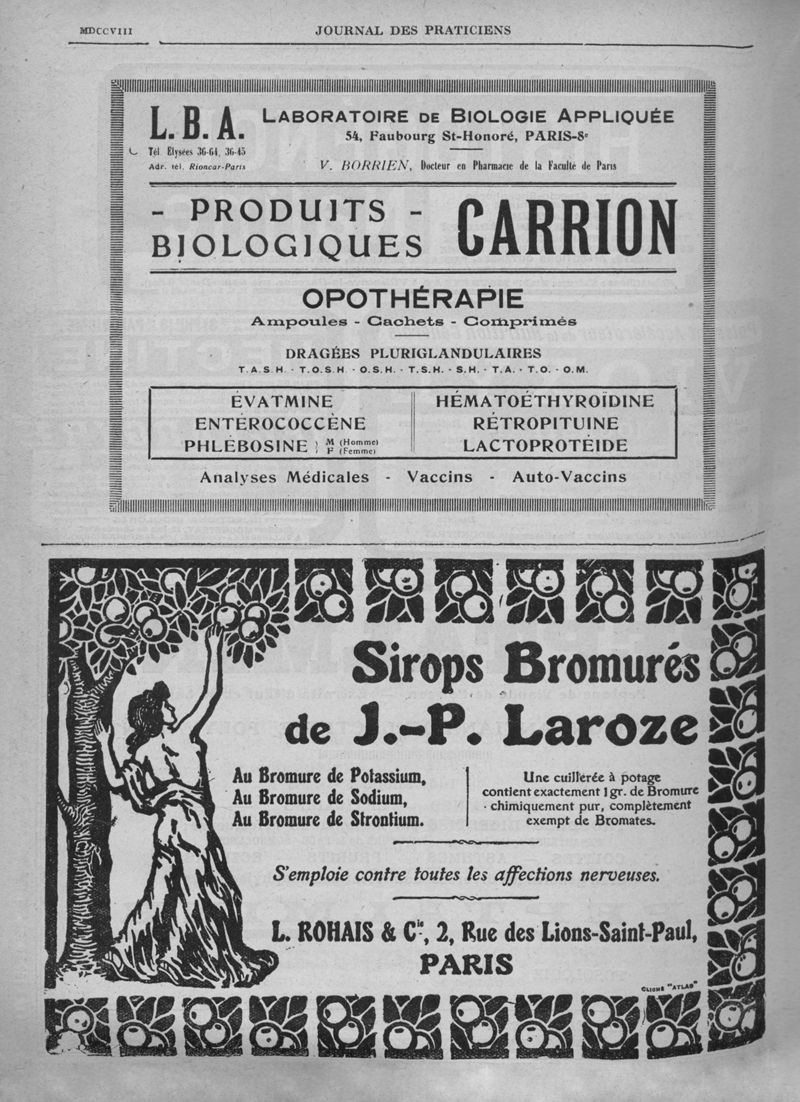 MDCCVIII
JOURNAL DES PRATICIENS
L. B. A.
LABORATOIRE DE BIOLOGIE APPLIQUÉE
54, Faubourg St-Honoré, PARIS-8e
Tél. Élysées 36-64, 36-45
Adr. tél. Rioncar-Paris
V. BORRIEN, Docteur en Pharmacie de la Faculté de Paris
- PRODUITS -
BIOLOGIQUES
CARRION
OPOTHÉRAPIE
Ampoules - Cachets - Comprimés
DRAGÉES PLURIGLANDULAIRES
T.A.S.H. - T.O.S.H. - O.S.H. - T.S.H. - S.H. - T.A. - T.O. - O.M.
ÉVATMINE
ENTÉROCOCCÈNE
PHLÉBOSINE } M (Homme)
F (Femme)
HÉMATOÉTHYROÏDINE
RÉTROPITUINE
LACTOPROTÉIDE
Analyses Médicales - Vaccins - Auto-Vaccins
Sirops Bromurés
de J.-P. Laroze
Au Bromure de Potassium,
Au Bromure de Sodium,
Au Bromure de Strontium.
Une cuillérée à potage
contient exactement 1 gr. de Bromure
chimiquement pur, complètement
exempt de Bromates.
S'emploie contre toutes les affections nerveuses.
L. ROHAIS & Cie, 2, Rue des Lions-Saint-Paul,
PARIS
CLICHÉ "ATLAS"